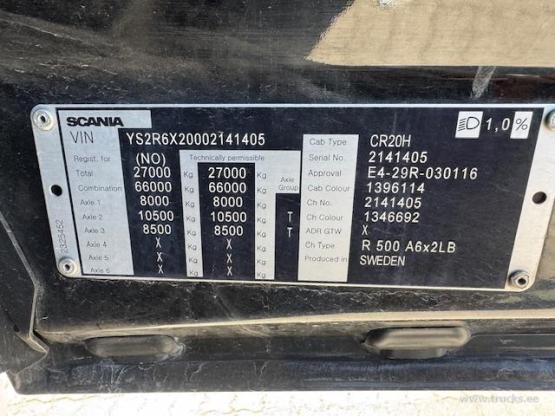 SCANIA
VIN YS2R6X20002141405
1,0%
Regist. for (NO) Technically permissible
Total 27000 Kg 27000 Kg
Combination 66000 Kg 66000 Kg Axle Group
Axle 1 8000 Kg 8000 Kg
Axle 2 10500 Kg 10500 Kg T
Axle 3 8500 Kg 8500 Kg T
Axle 4 X Kg X Kg
Axle 5 X Kg X Kg
Axle 6 X Kg X Kg
Cab Type CR20H
Serial No. 2141405
Approval E4-29R-030116
Cab Colour 1396114
Ch No. 2141405
Ch Colour 1346692
ADR GTW X
Ch Type R 500 A6x2LB
Produced in SWEDEN
2325452
www.trucks.ee